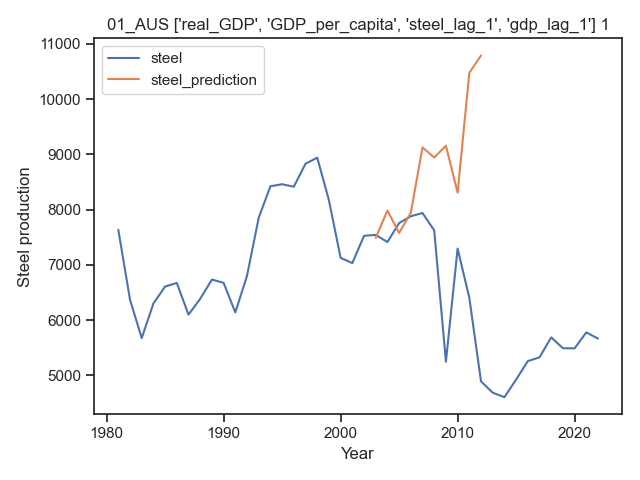 01_AUS ['real_GDP', 'GDP_per_capita', 'steel_lag_1', 'gdp_lag_1'] 1
steel
steel_prediction
11000
10000
9000
8000
7000
6000
5000
Steel production
1980
1990
2000
2010
2020
Year